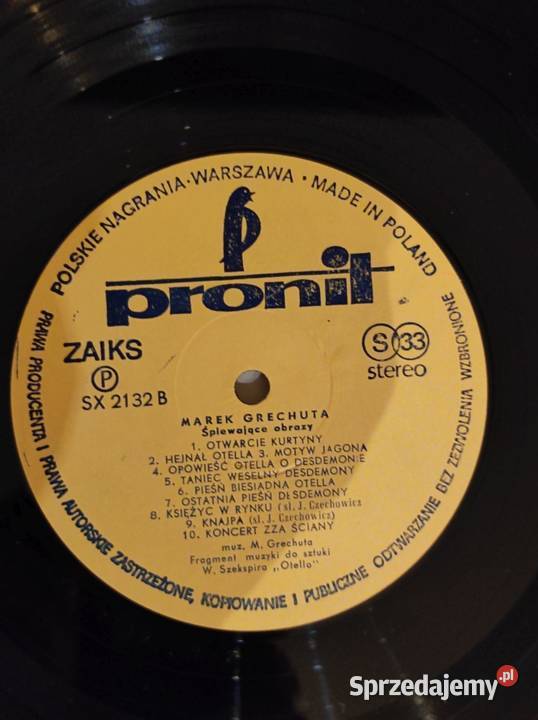 POLSKIE NAGRANIA·WARSZAWA • MADE IN POLAND
pronit
ZAIKS
P
SX 2132 B
S 33
stereo
MAREK GRECHUTA
Śpiewające obrazy
1. OTWARCIE KURTYNY
2. HEJNAŁ OTELLA 3. MOTYW JAGONA
4. OPOWIEŚĆ OTELLA O DESDEMONIE
5. TANIEC WESELNY DESDEMONY
6. PIEŚŃ BIESIADNA OTELLA
7. OSTATNIA PIEŚŃ DESDEMONY
8. KSIĘŻYC W RYNKU (sł. J. Czechowicz
9. KNAJPA (sł. J. Czechowicz)
10. KONCERT ZZA ŚCIANY
muz. M. Grechuta
Fragment muzyki do sztuki
W. Szekspira „Otello"
PRAWA PRODUCENTA I PRAWA AUTORSKIE ZASTRZEŻONE, KOPIOWANIE I PUBLICZNE ODTWARZANIE BEZ ZEZWOLENIA WZBRONIONE
Sprzedajemy.pl